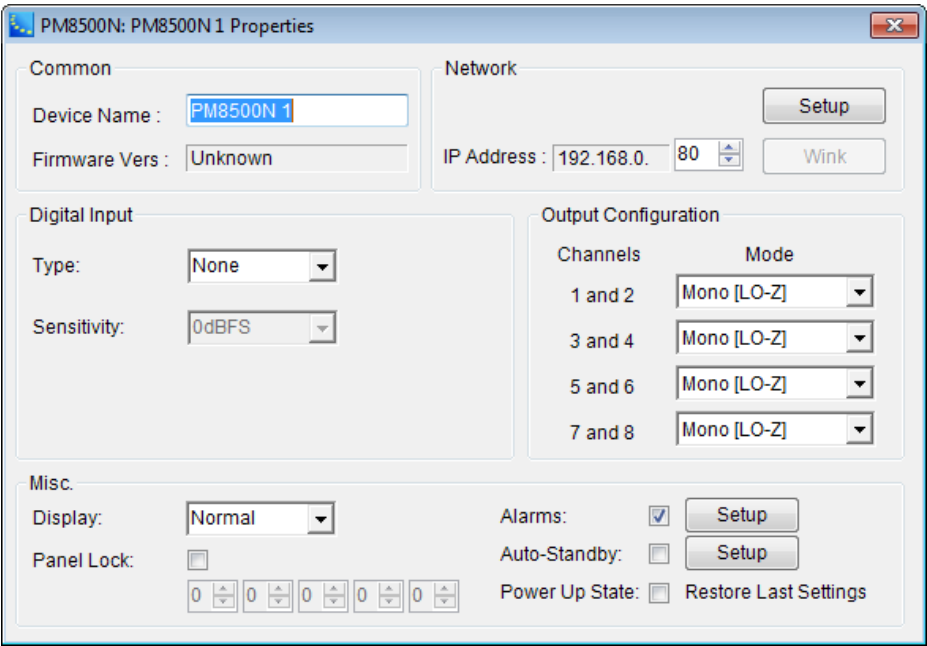 PM8500N: PM8500N 1 Properties
Common
Device Name :
PM8500N 1
Firmware Vers :
Unknown
Network
Setup
IP Address :
192.168.0.
80
Wink
Digital Input
Type:
None
Sensitivity:
0dBFS
Output Configuration
Channels
Mode
1 and 2
Mono [LO-Z]
3 and 4
Mono [LO-Z]
5 and 6
Mono [LO-Z]
7 and 8
Mono [LO-Z]
Misc.
Display:
Normal
Panel Lock:
0 0 0 0 0
Alarms:
Setup
Auto-Standby:
Setup
Power Up State:
Restore Last Settings